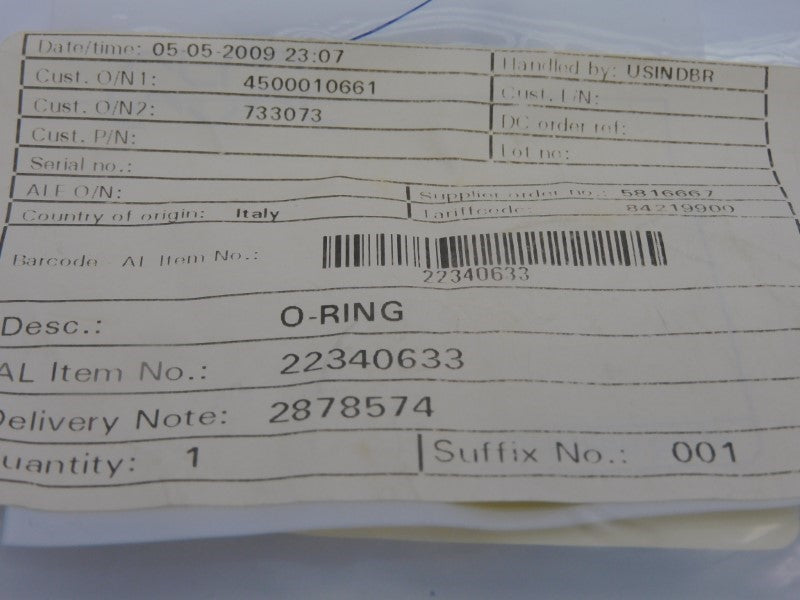 Date/time: 05-05-2009 23:07 Handled by: USINDBR
Cust. O/N1: 4500010661 Cust. L/N:
Cust. O/N2: 733073 DC order ref:
Cust. P/N: Lot no:
Serial no.:
ALF O/N: Supplier order no.: 5816667
Country of origin: Italy Tariffcode: 84219900
Barcode - AL Item No.:
22340633
Desc.: O-RING
AL Item No.: 22340633
Delivery Note: 2878574
uantity: 1 Suffix No.: 001